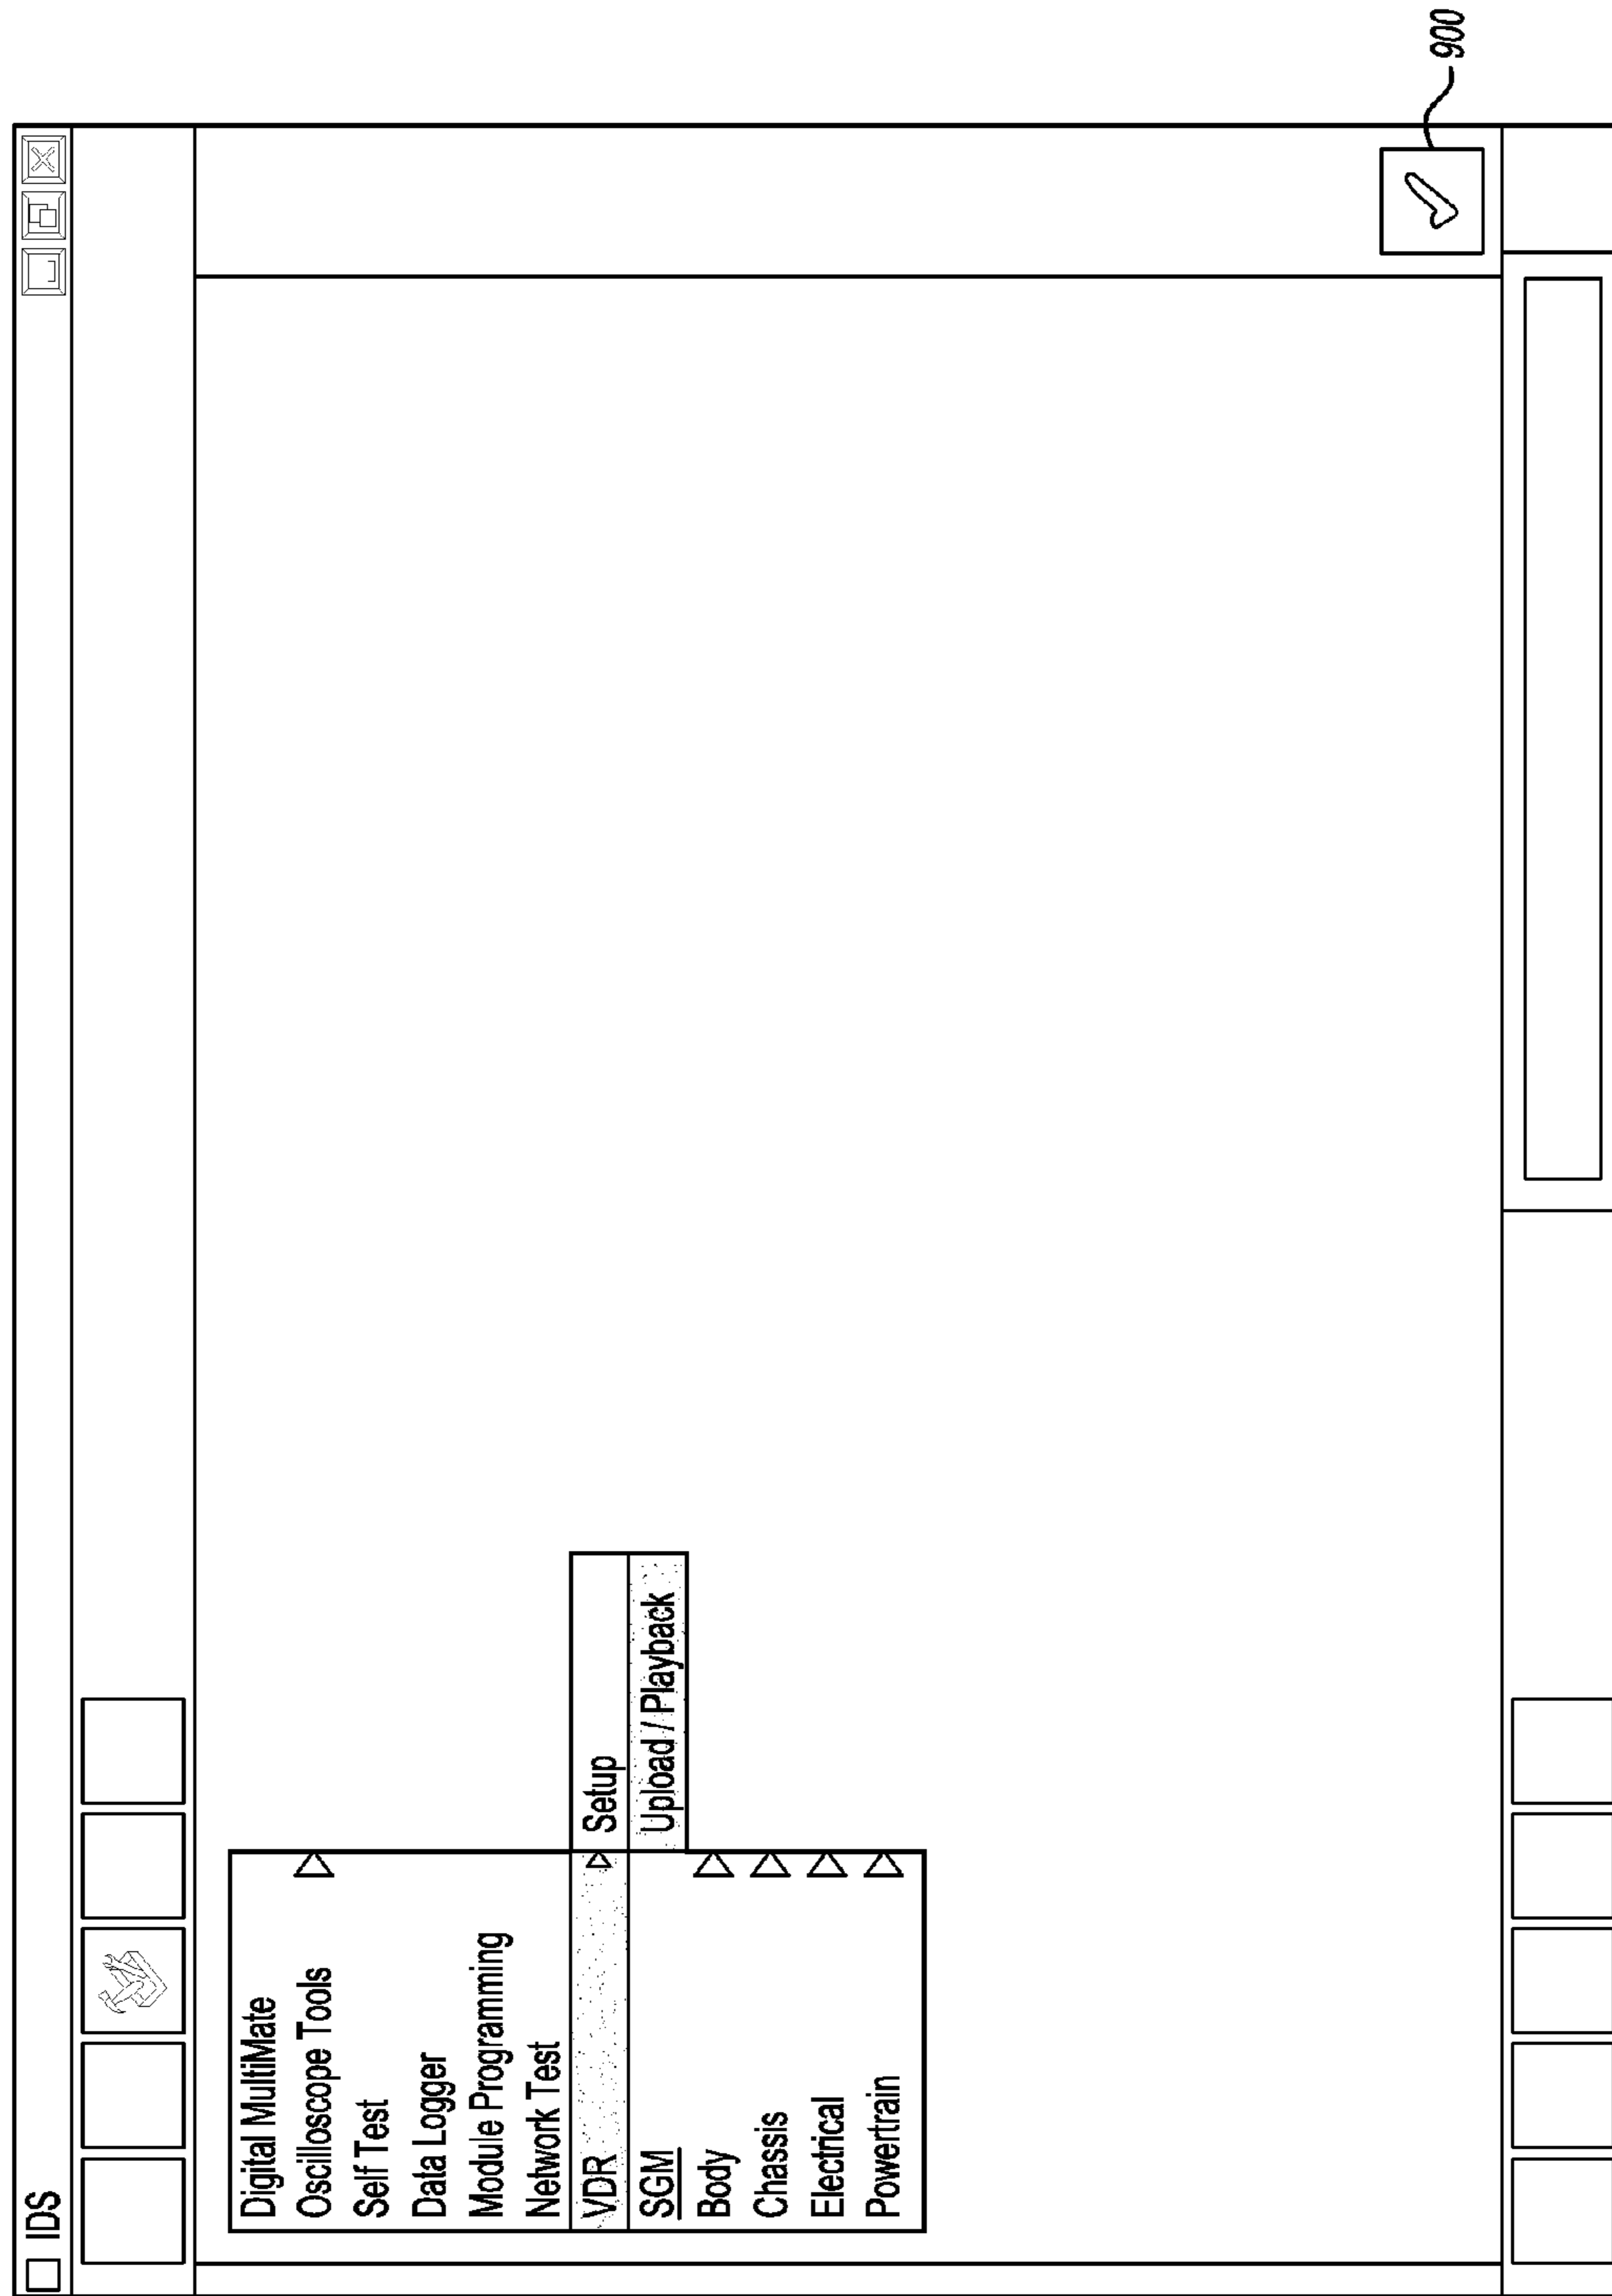 IDS
Digital MultiMate
Oscilloscope Tools
Self Test
Data Logger
Module Programming
Network Test
VDR
Setup
SGM
Upload / Playback
Body
Chassis
Electrical
Powertrain
900